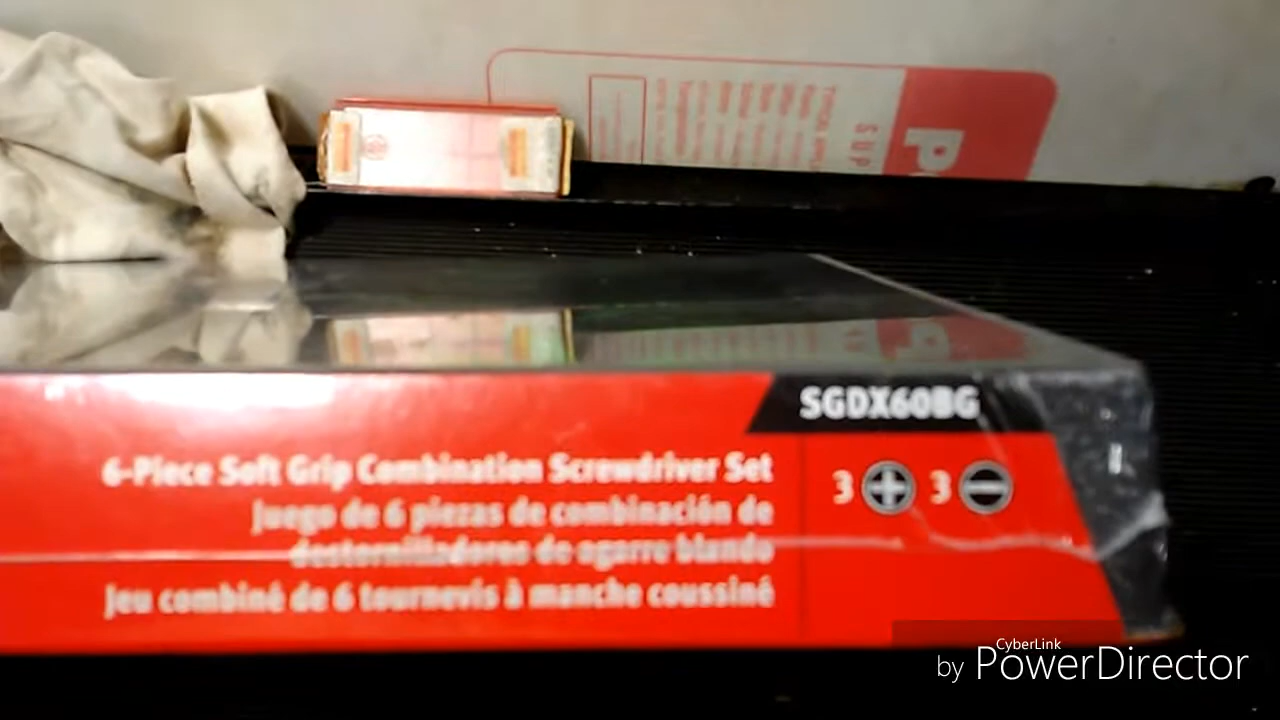 P
SUP
SGDX60BG
6-Piece Soft Grip Combination Screwdriver Set
3 3
Juego de 6 piezas de combinación de
destornilladores de agarre blando
Jeu combiné de 6 tournevis à manche coussiné
CyberLink
by PowerDirector